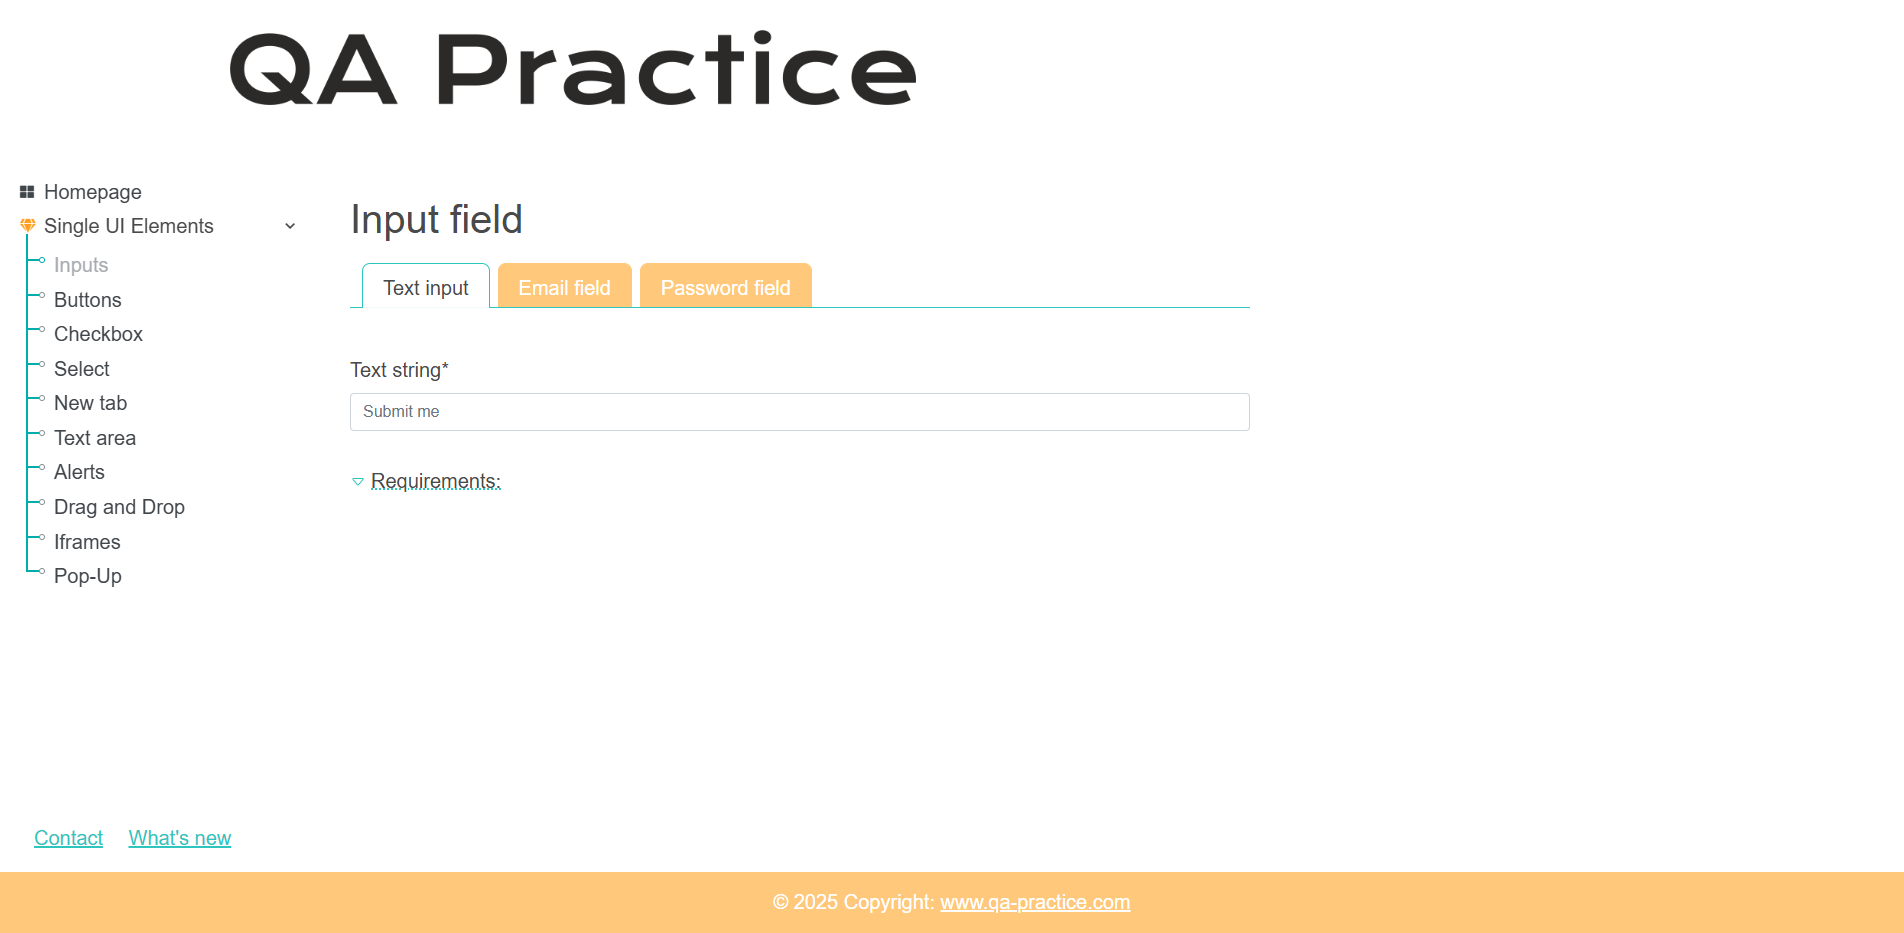 QA Practice
Homepage
Single UI Elements
Inputs
Buttons
Checkbox
Select
New tab
Text area
Alerts
Drag and Drop
Iframes
Pop-Up
Input field
Text input
Email field
Password field
Text string*
Submit me
Requirements:
Contact
What's new
© 2025 Copyright: www.qa-practice.com